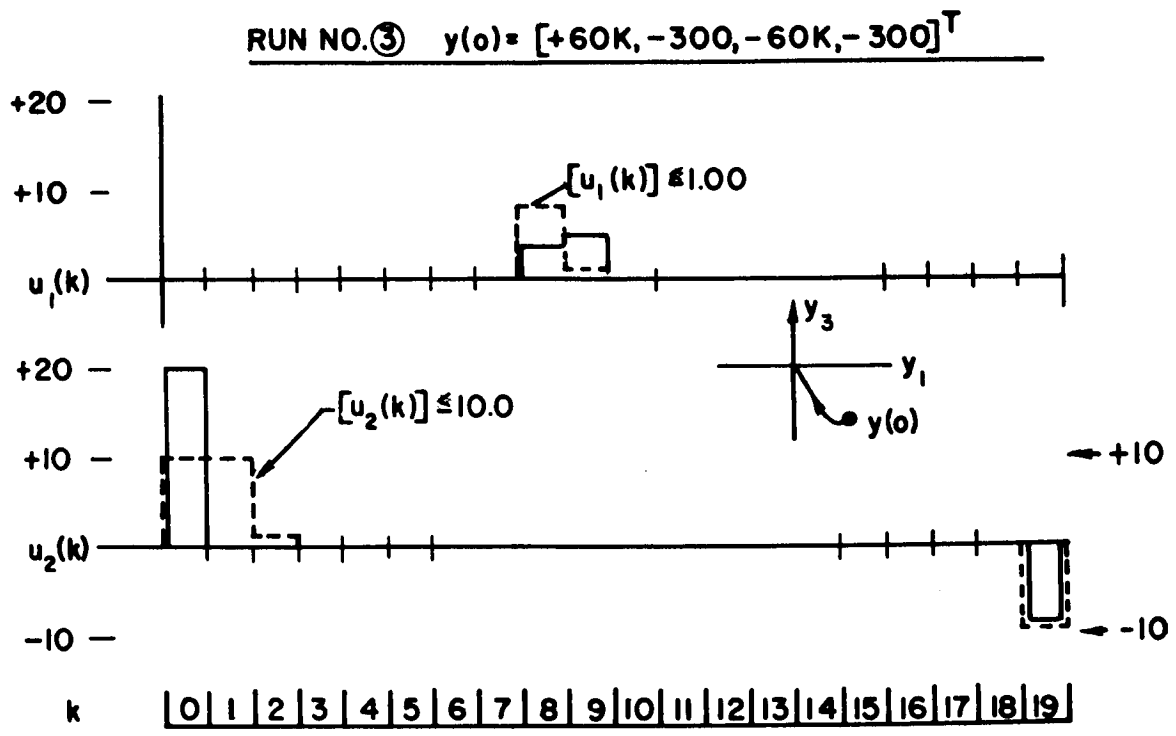 RUN NO. ③ y(0)= [+60K, -300, -60K, -300]^T
+20
+10
[u₁(k)] ≦1.00
u₁(k)
y₃
y₁
y(0)
+20
[u₂(k)] ≦10.0
+10
+10
u₂(k)
-10
-10
k 0 1 2 3 4 5 6 7 8 9 10 11 12 13 14 15 16 17 18 19